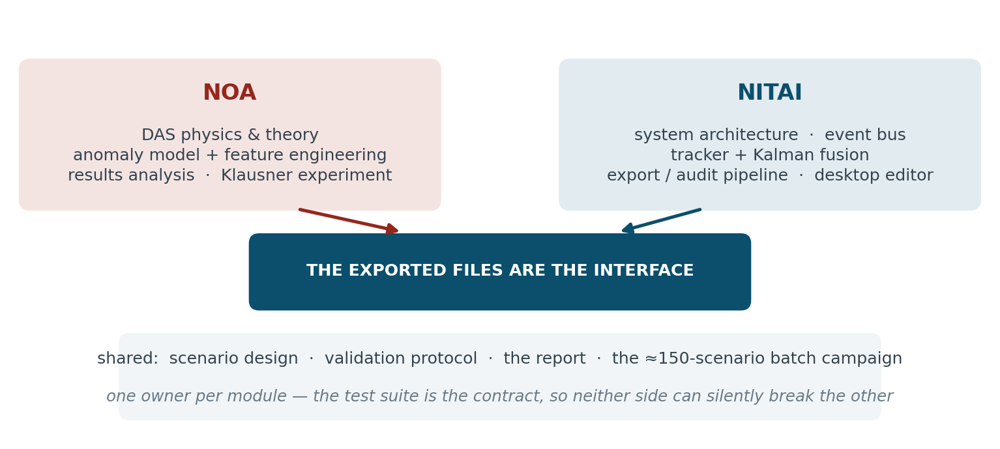 NOA
DAS physics & theory
anomaly model + feature engineering
results analysis · Klausner experiment
NITAI
system architecture · event bus
tracker + Kalman fusion
export / audit pipeline · desktop editor
THE EXPORTED FILES ARE THE INTERFACE
shared: scenario design · validation protocol · the report · the ≈150-scenario batch campaign
one owner per module — the test suite is the contract, so neither side can silently break the other